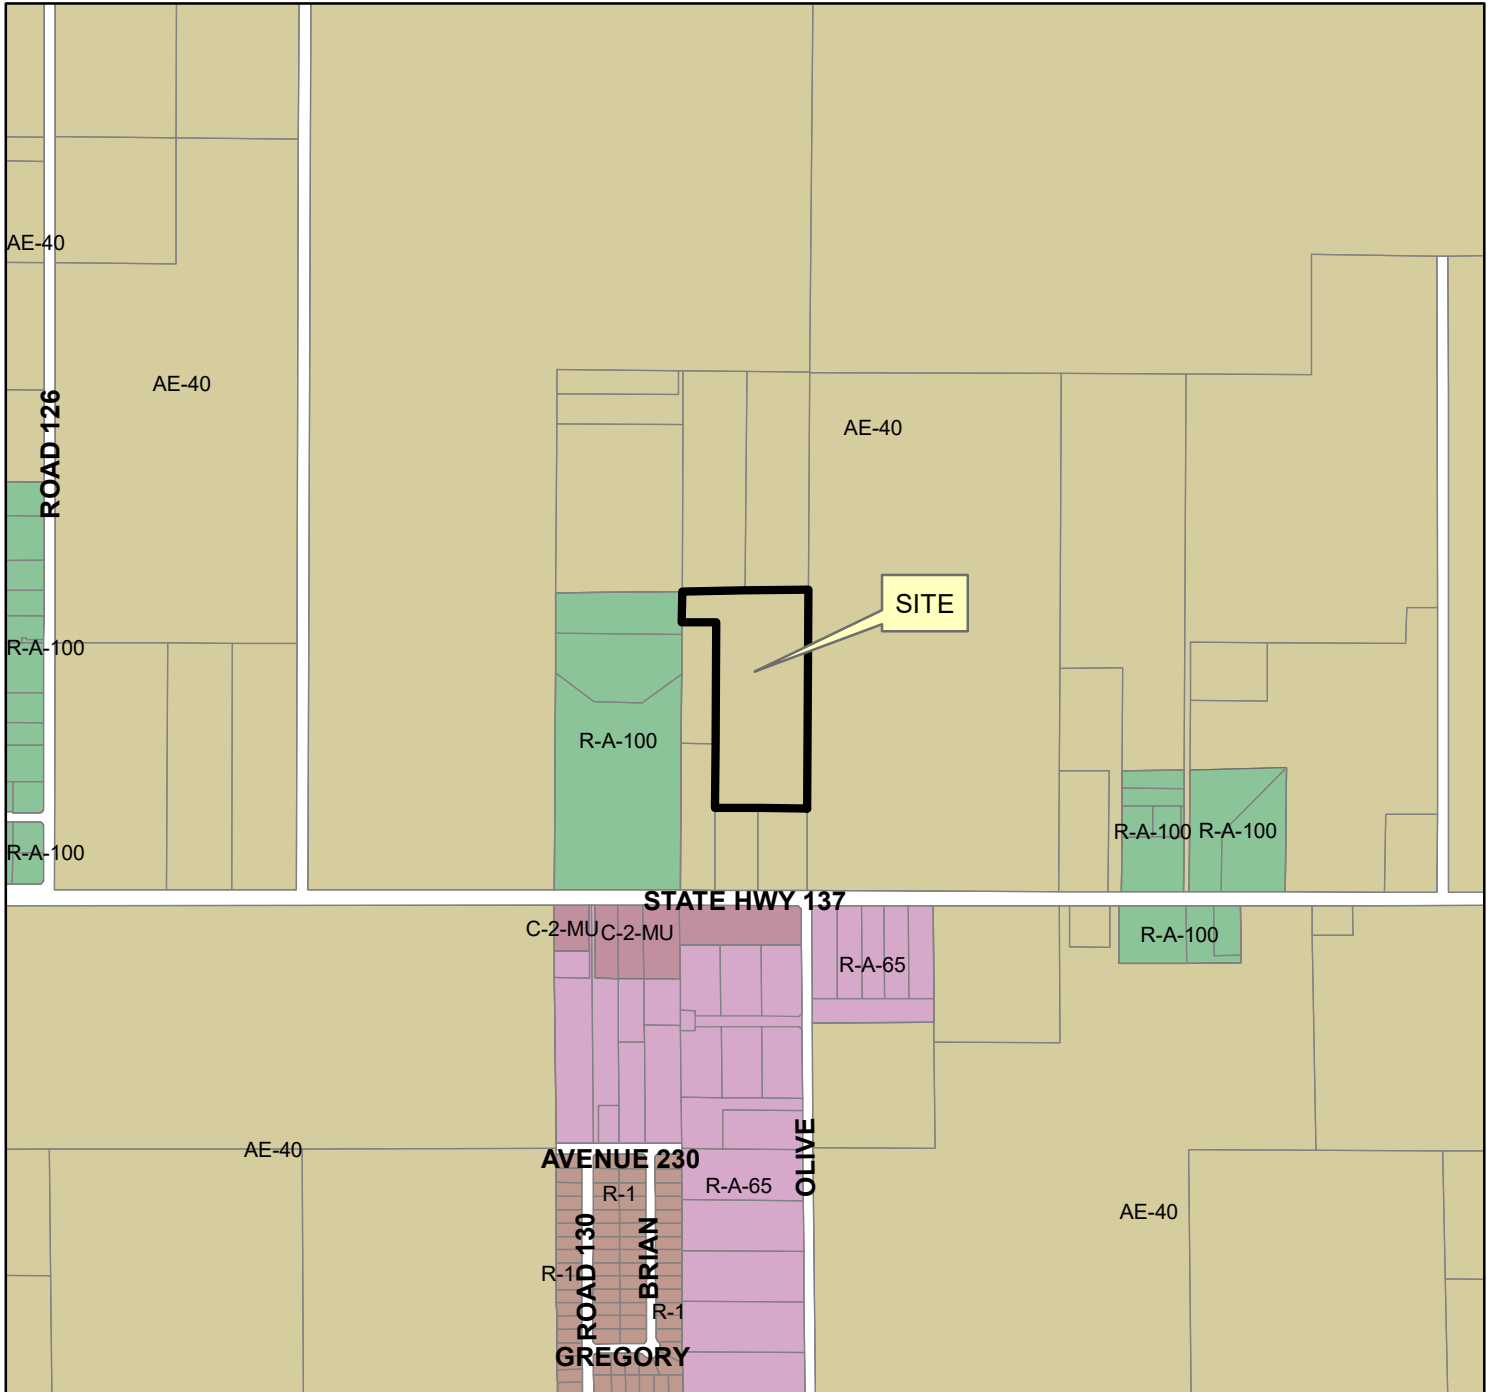 AE-40
AE-40
ROAD 126
AE-40
SITE
R-A-100
R-A-100
R-A-100
R-A-100
R-A-100
STATE HWY 137
C-2-MU
C-2-MU
R-A-100
R-A-65
AE-40
AVENUE 230
OLIVE
R-A-65
R-1
AE-40
ROAD 130
BRIAN
R-1
R-1
GREGORY